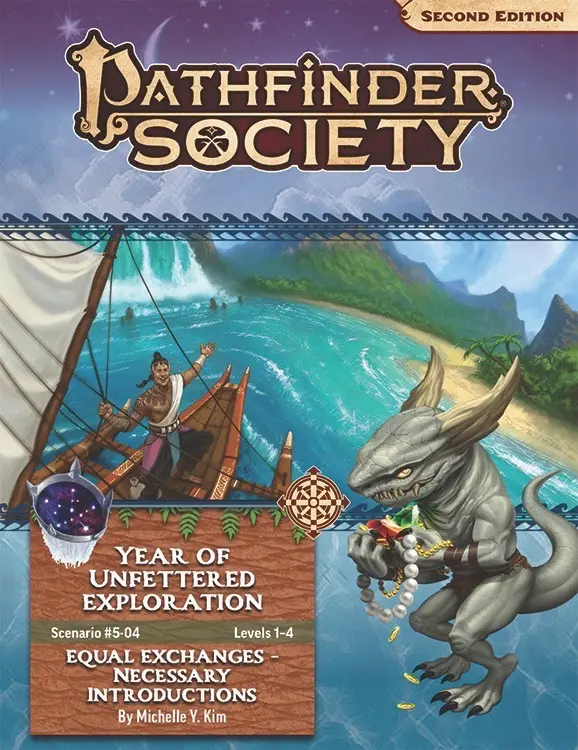 SECOND EDITION
PATHFINDER®
SOCIETY
YEAR OF
UNFETTERED
EXPLORATION
Scenario #5-04 Levels 1-4
EQUAL EXCHANGES -
NECESSARY
INTRODUCTIONS
By Michelle Y. Kim